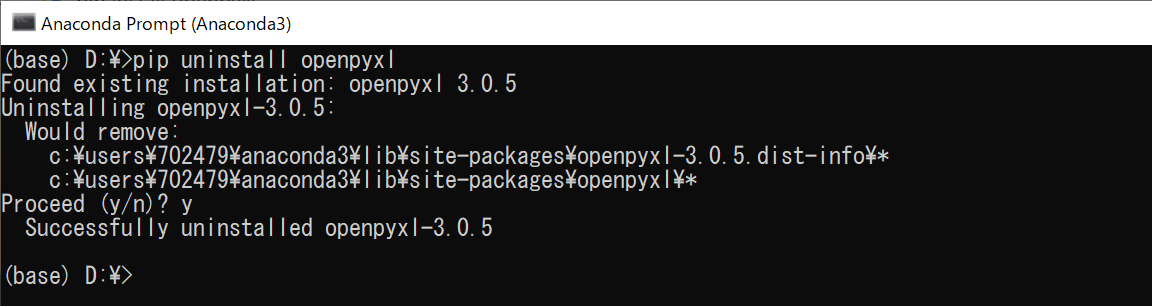 Anaconda Prompt (Anaconda3)
(base) D:¥>pip uninstall openpyxl
Found existing installation: openpyxl 3.0.5
Uninstalling openpyxl-3.0.5:
  Would remove:
    c:¥users¥702479¥anaconda3¥lib¥site-packages¥openpyxl-3.0.5.dist-info¥*
    c:¥users¥702479¥anaconda3¥lib¥site-packages¥openpyxl¥*
Proceed (y/n)? y
  Successfully uninstalled openpyxl-3.0.5
(base) D:¥>